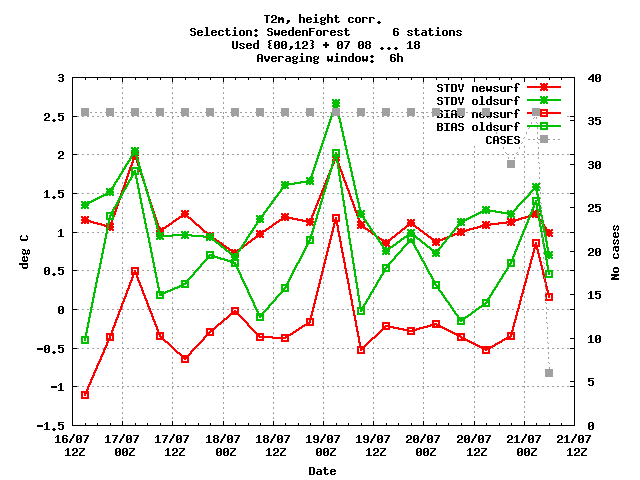 T2m, height corr.
Selection: SwedenForest 6 stations
Used {00,12} + 07 08 ... 18
Averaging window: 6h
STDV newsurf
STDV oldsurf
BIAS newsurf
BIAS oldsurf
CASES
deg C
3
2.5
2
1.5
1
0.5
0
-0.5
-1
-1.5
40
35
30
25
20
15
10
5
0
No cases
16/07 17/07 17/07 18/07 18/07 19/07 19/07 20/07 20/07 21/07 21/07
12Z 00Z 12Z 00Z 12Z 00Z 12Z 00Z 12Z 00Z 12Z
Date